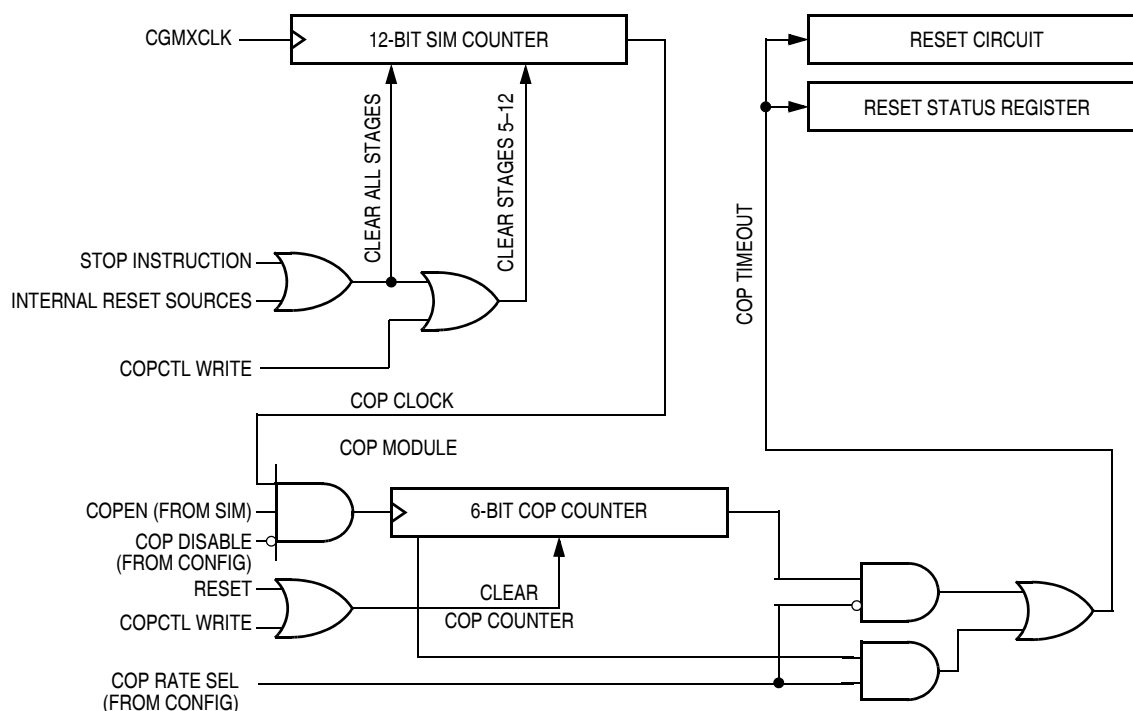 CGMXCLK
12-BIT SIM COUNTER
RESET CIRCUIT
RESET STATUS REGISTER
CLEAR ALL STAGES
CLEAR STAGES 5–12
COP TIMEOUT
STOP INSTRUCTION
INTERNAL RESET SOURCES
COPCTL WRITE
COP CLOCK
COP MODULE
COPEN (FROM SIM)
6-BIT COP COUNTER
COP DISABLE
(FROM CONFIG)
RESET
CLEAR
COP COUNTER
COPCTL WRITE
COP RATE SEL
(FROM CONFIG)